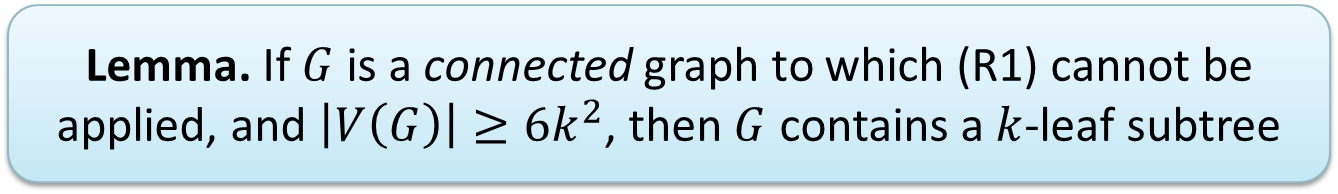 Lemma. If G is a connected graph to which (R1) cannot be
applied, and |V(G)| ≥ 6k², then G contains a k-leaf subtree